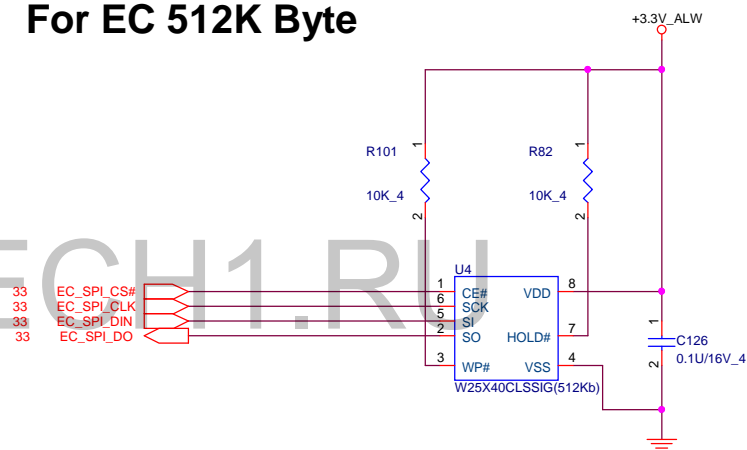 For EC 512K Byte
+3.3V_ALW
R101
10K_4
1
2
R82
10K_4
1
2
ECH1.RU
33 EC_SPI_CS#
33 EC_SPI_CLK
33 EC_SPI_DIN
33 EC_SPI_DO
U4
1 CE# VDD 8
6 SCK
5 SI
2 SO HOLD# 7
3 WP# VSS 4
W25X40CLSSIG(512Kb)
1
2
C126
0.1U/16V_4